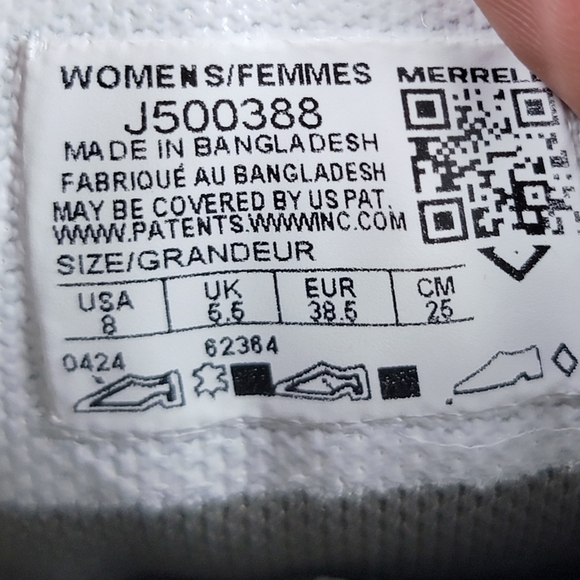 WOMENS/FEMMES MERRELL
J500388
MADE IN BANGLADESH
FABRIQUÉ AU BANGLADESH
MAY BE COVERED BY US PAT.
WWW.PATENTS.WWWINC.COM
SIZE/GRANDEUR
USA UK EUR CM
8 5.5 38.5 25
0424 62364